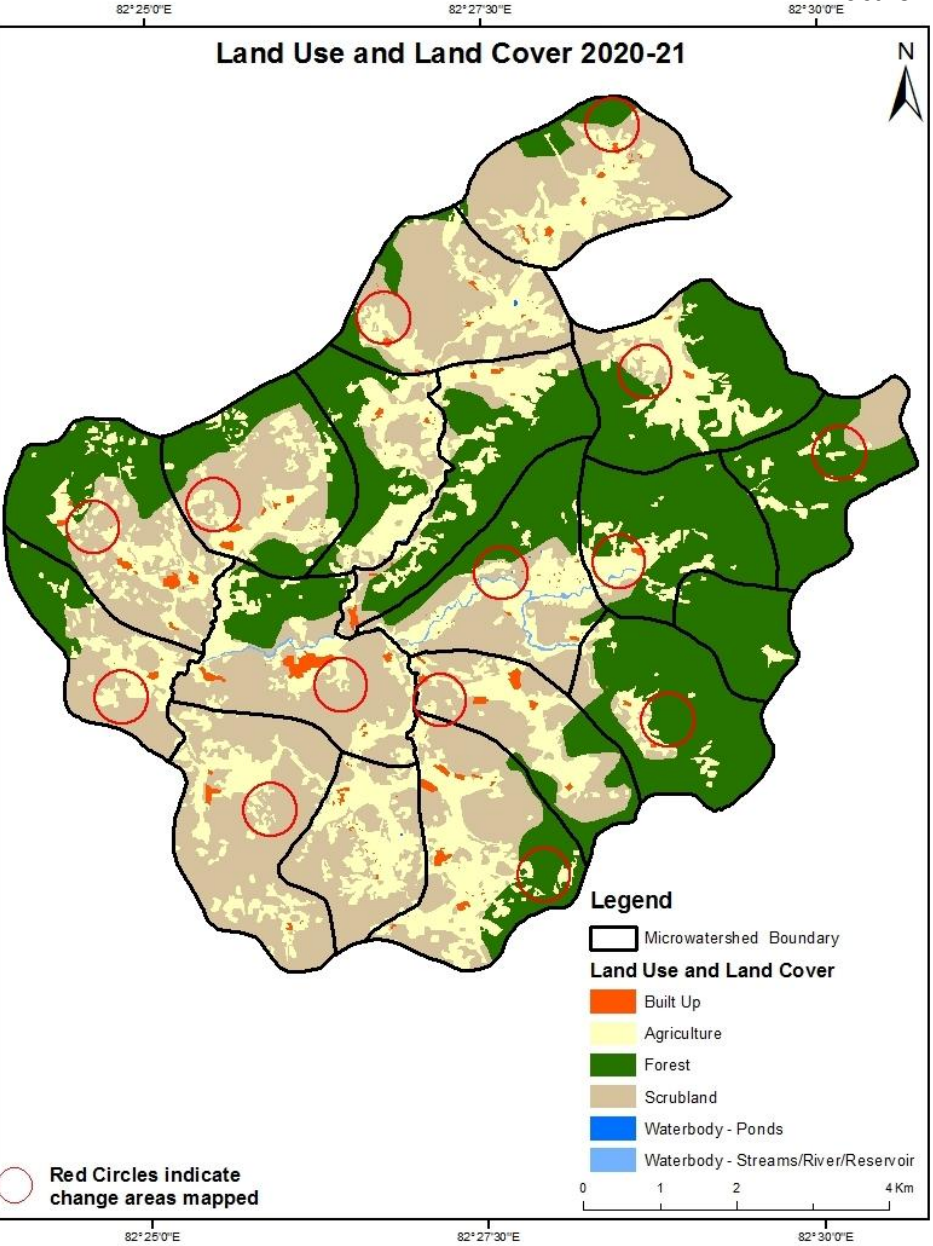 82°25'0"E 82°27'30"E 82°30'0"E
Land Use and Land Cover 2020-21
N
Legend
Microwatershed Boundary
Land Use and Land Cover
Built Up
Agriculture
Forest
Scrubland
Waterbody - Ponds
Waterbody - Streams/River/Reservoir
0 1 2 4 Km
Red Circles indicate
change areas mapped
82°25'0"E 82°27'30"E 82°30'0"E